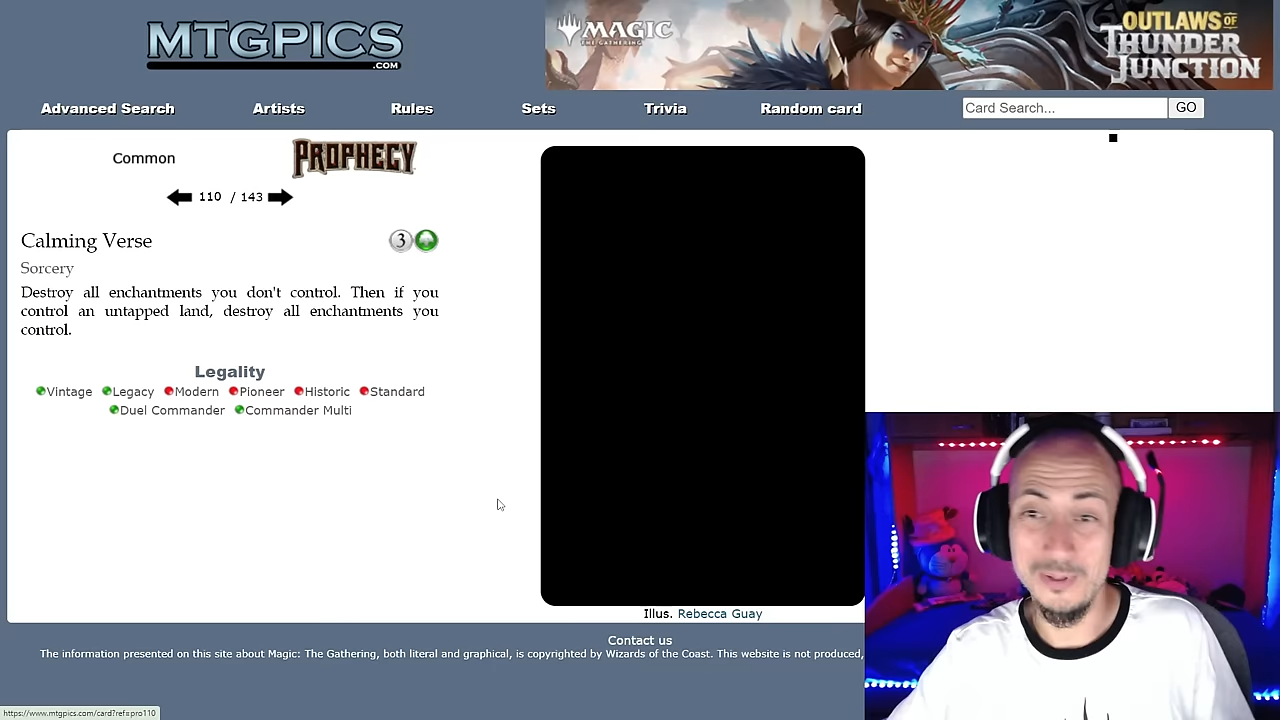 MTGPICS
.COM
MAGIC
THE GATHERING
OUTLAWS OF
THUNDER
JUNCTION
Advanced Search Artists Rules Sets Trivia Random card Card Search... GO
Common PROPHECY
110 / 143
Calming Verse 3
Sorcery
Destroy all enchantments you don't control. Then if you
control an untapped land, destroy all enchantments you
control.
Legality
Vintage Legacy Modern Pioneer Historic Standard
Duel Commander Commander Multi
Illus. Rebecca Guay
Contact us
The information presented on this site about Magic: The Gathering, both literal and graphical, is copyrighted by Wizards of the Coast. This website is not produced,
https://www.mtgpics.com/card?ref=pro110